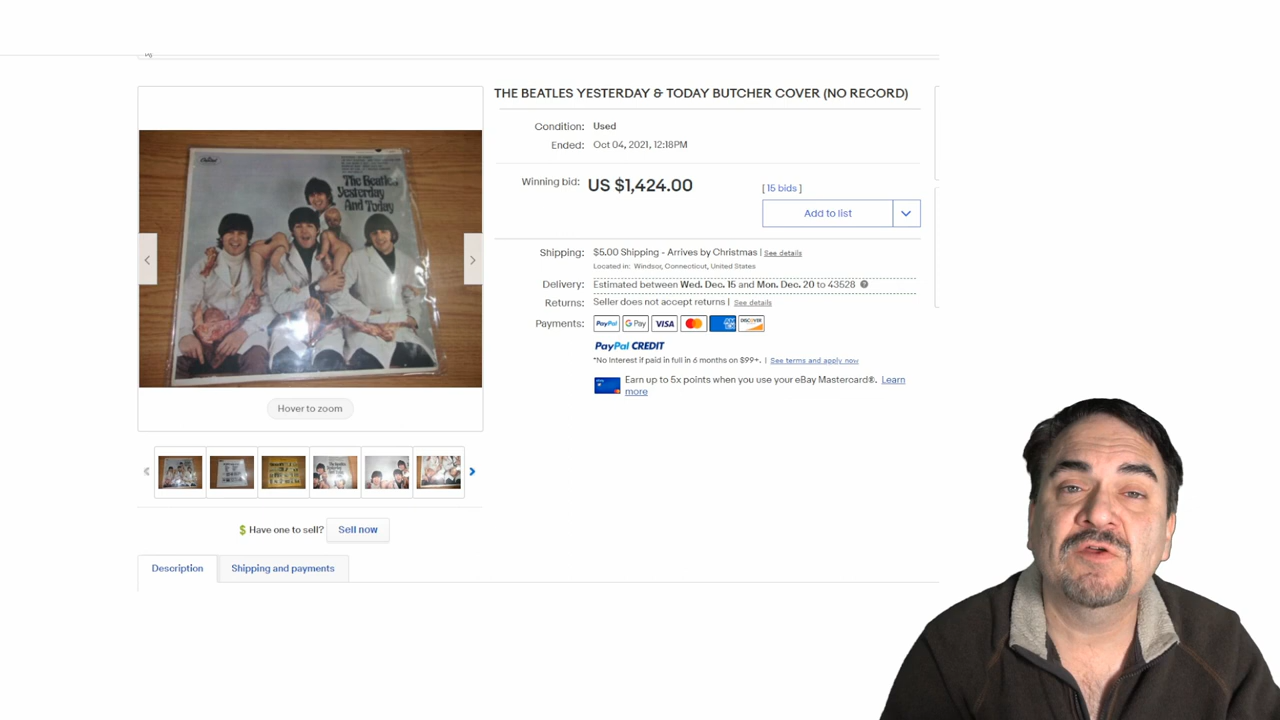 THE BEATLES YESTERDAY & TODAY BUTCHER COVER (NO RECORD)
Capitol
The Beatles
Yesterday
And Today
Condition: Used
Ended: Oct 04, 2021, 12:18PM
Winning bid: US $1,424.00 [ 15 bids ]
Add to list
Shipping: $5.00 Shipping - Arrives by Christmas | See details
Located in: Windsor, Connecticut, United States
Delivery: Estimated between Wed. Dec. 15 and Mon. Dec. 20 to 43528
Returns: Seller does not accept returns | See details
Payments: PayPal G Pay VISA DISCOVER
PayPal CREDIT
*No Interest if paid in full in 6 months on $99+. | See terms and apply now
Earn up to 5x points when you use your eBay Mastercard®. Learn
more
Hover to zoom
$ Have one to sell? Sell now
Description Shipping and payments